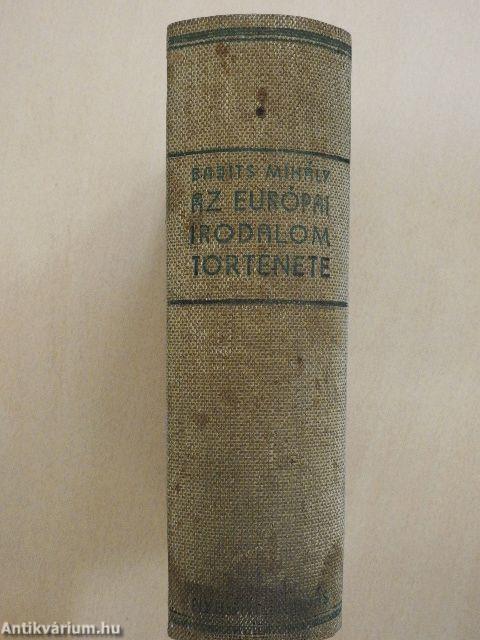 BABITS MIHÁLY
AZ EURÓPAI
IRODALOM
TÖRTÉNETE
Antikvárium.hu